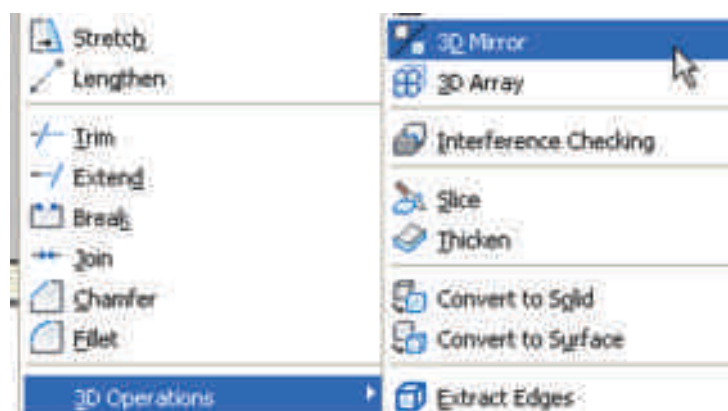 Stretch
Lengthen
Trim
Extend
Break
Join
Chamfer
Fillet
3D Operations
3D Mirror
3D Array
Interference Checking
Slice
Thicken
Convert to Solid
Convert to Surface
Extract Edges